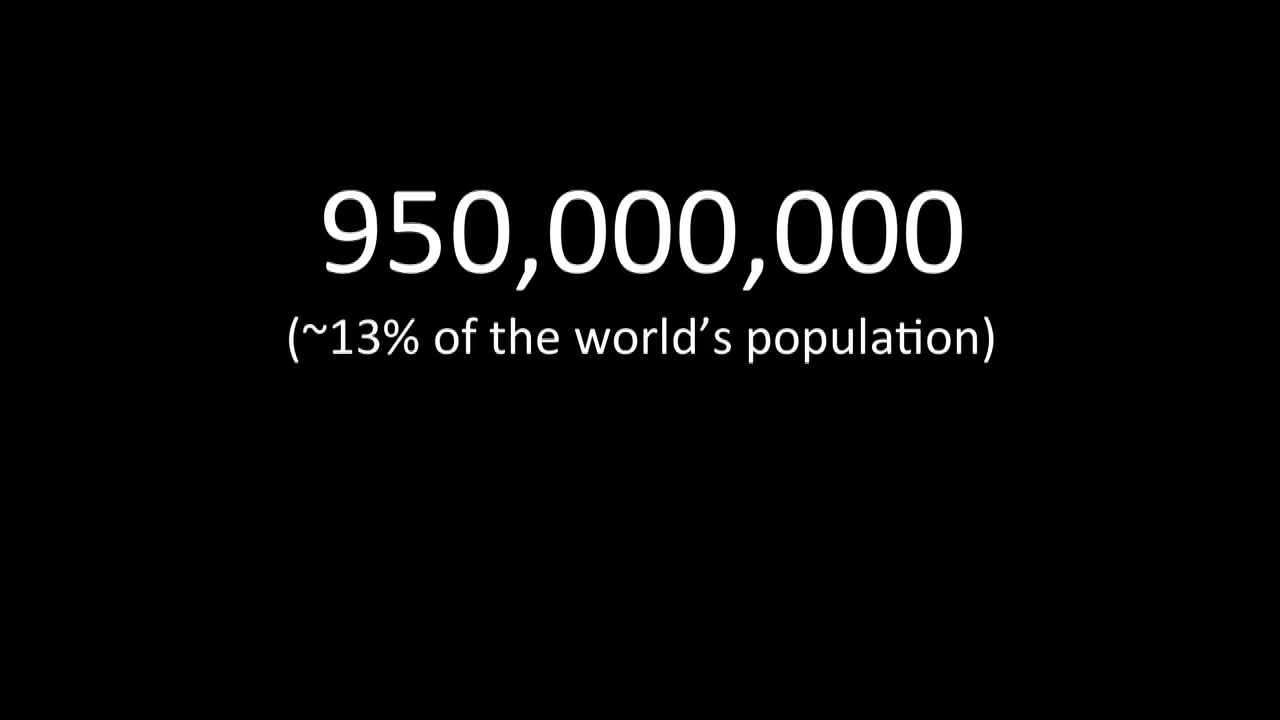 950,000,000
(~13% of the world’s population)